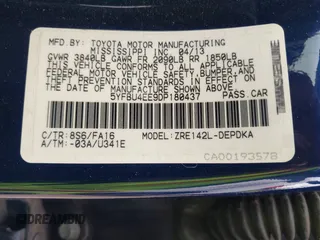 MFD.BY: TOYOTA MOTOR MANUFACTURING
MISSISSIPPI, INC. 04/13
GVWR 3840LB GAWR FR 2090LB RR 1850LB
THIS VEHICLE CONFORMS TO ALL APPLICABLE
FEDERAL MOTOR VEHICLE SAFETY, BUMPER, AND
THEFT PREVENTION STANDARDS IN EFFECT ON
THE DATE OF MANUFACTURE SHOWN ABOVE.
5YFBU4EE9DP180437 PASS.CAR
C/TR: 8S6/FA16 MODEL: ZRE142L-DEPDKA
A/TM: -03A/U341E
CA00193578
DREAMBID